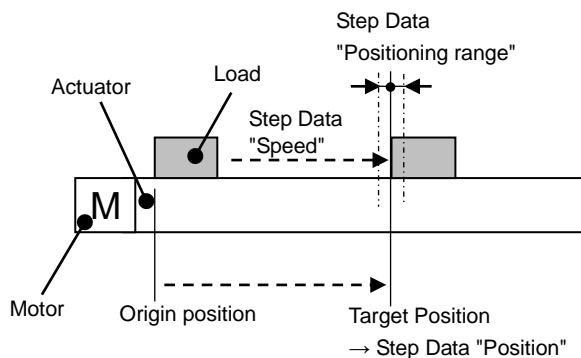 Step Data
"Positioning range"
Actuator
Load
Step Data
"Speed"
M
Motor
Origin position
Target Position
→ Step Data "Position"